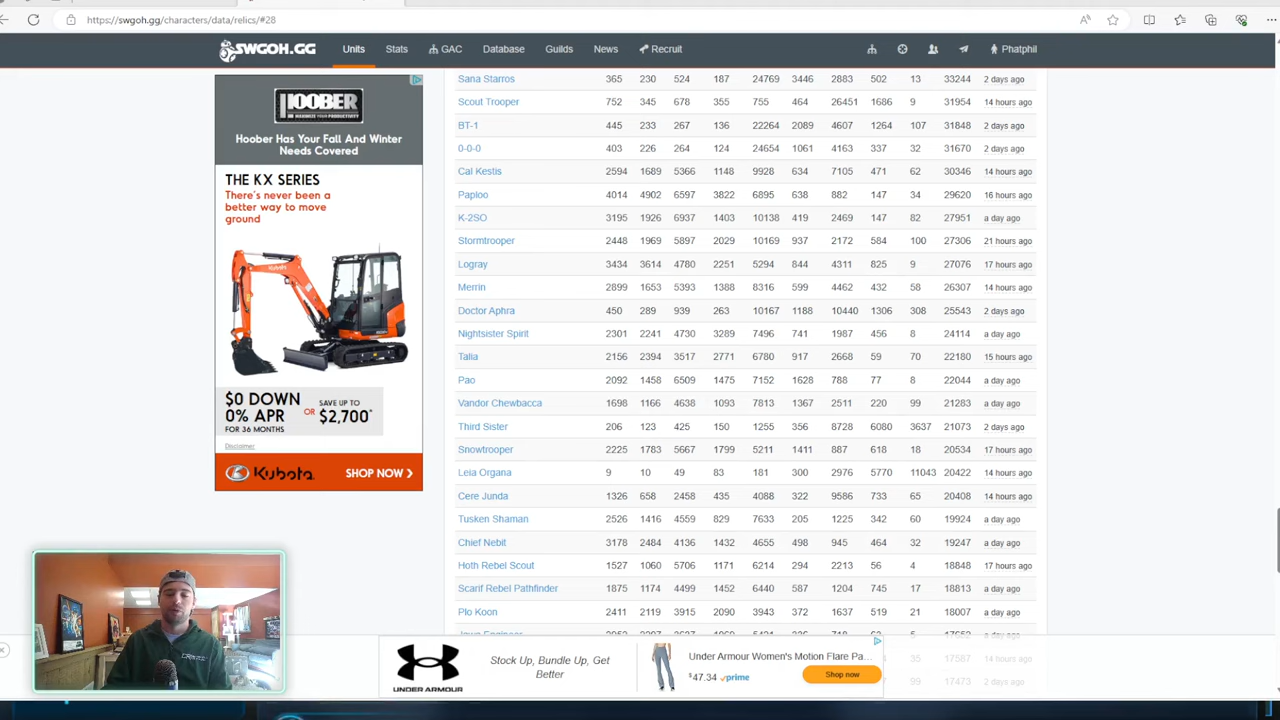 https://swgoh.gg/characters/data/relics/#28
SWGOH.GG Units Stats GAC Database Guilds News Recruit Phatphil
HOOBER
Hoober Has Your Fall And Winter
Needs Covered
THE KX SERIES
There's never been a
better way to move
ground
$0 DOWN
0% APR
FOR 36 MONTHS
OR
SAVE UP TO
$2,700*
Disclaimer
Kubota. SHOP NOW
Sana Starros 365 230 524 187 24769 3446 2883 502 13 33244 2 days ago
Scout Trooper 752 345 678 355 755 464 26451 1686 9 31954 14 hours ago
BT-1 445 233 267 136 22264 2089 4607 1264 107 31848 2 days ago
0-0-0 403 226 264 124 24654 1061 4163 337 32 31670 2 days ago
Cal Kestis 2594 1689 5366 1148 9928 634 7105 471 62 30346 14 hours ago
Paploo 4014 4902 5255 2822 6895 638 882 147 34 29620 16 hours ago
K-2SO 3195 1926 6937 1403 10138 419 2469 147 82 27951 a day ago
Stormtrooper 2448 1969 5897 2029 10169 937 2172 584 100 27306 21 hours ago
Logray 3434 3614 4780 2251 5294 844 4311 825 9 27076 17 hours ago
Merrin 2899 1653 5393 1388 8316 599 4462 432 58 26307 14 hours ago
Doctor Aphra 450 289 939 263 10167 1188 10440 1306 308 25543 2 days ago
Nightsister Spirit 2301 2241 4730 3289 7496 741 1987 456 8 24114 a day ago
Talia 2156 2394 3517 2771 6780 917 2668 59 70 22180 15 hours ago
Pao 2092 1458 6509 1475 7152 1628 788 77 8 22044 a day ago
Vandor Chewbacca 1698 1166 4638 1093 7813 1367 2511 220 99 21283 a day ago
Third Sister 206 123 425 150 1255 356 8728 6080 3637 21073 2 days ago
Snowtrooper 2225 1783 5667 1799 5211 1411 887 618 18 20534 17 hours ago
Leia Organa 9 10 49 83 181 300 2976 5770 11043 20422 14 hours ago
Cere Junda 1326 658 2458 435 4088 322 9586 733 65 20408 14 hours ago
Tusken Shaman 2526 1416 4559 829 7633 205 1225 342 60 19924 a day ago
Chief Nebit 3178 2484 4136 1432 4655 498 945 464 32 19247 a day ago
Hoth Rebel Scout 1527 1060 5706 1171 6214 294 2213 56 4 18848 17 hours ago
Scarif Rebel Pathfinder 1875 1174 4499 1452 6440 587 1204 745 17 18813 a day ago
Plo Koon 2411 2119 3915 2090 3943 372 1637 519 21 18007 a day ago
Jawa Engineer a day ago
35 17587 14 hours ago
99 17473 2 days ago
UNDER ARMOUR
Stock Up, Bundle Up, Get
Better
Under Armour Women's Motion Flare Pa...
$47.34 prime
Shop now